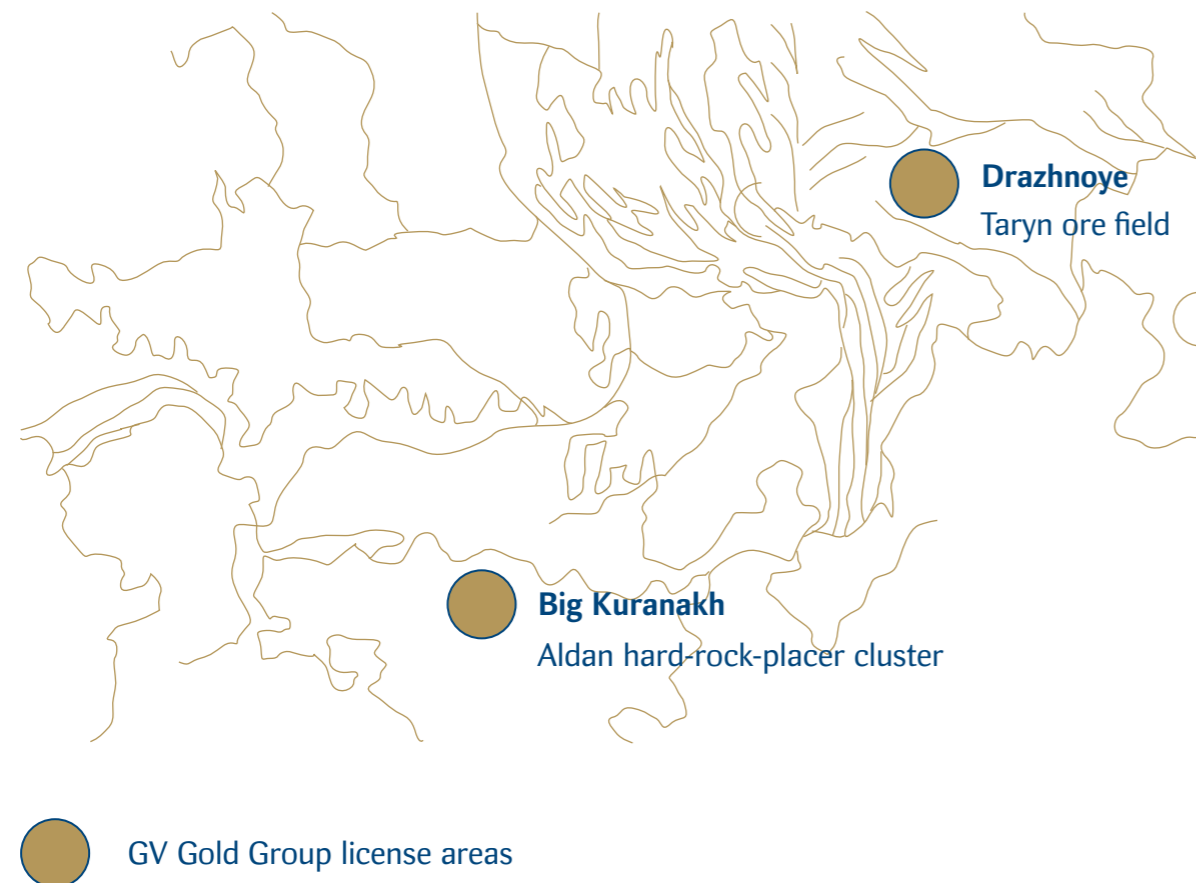 Drazhnoye
Taryn ore field
Big Kuranakh
Aldan hard-rock-placer cluster
GV Gold Group license areas